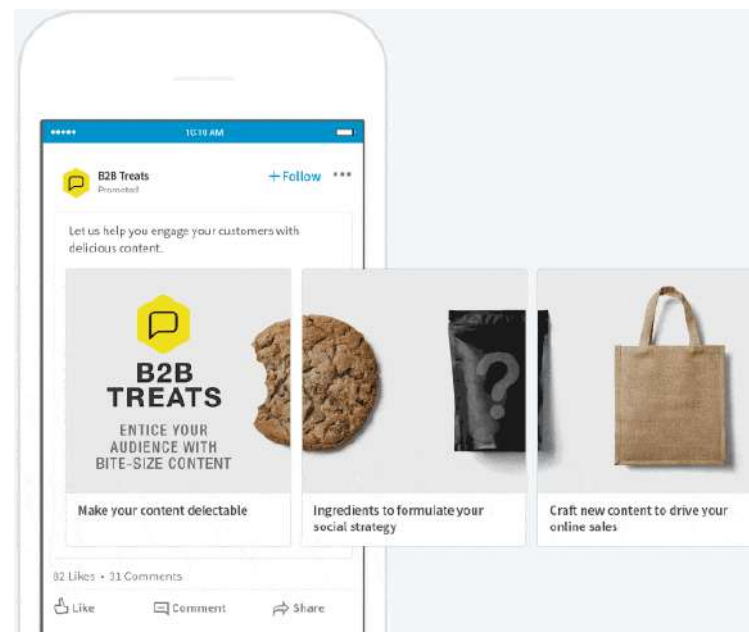 10:10 AM
B2B Treats
Promoted
+ Follow
Let us help you engage your customers with
delicious content.
B2B
TREATS
ENTICE YOUR
AUDIENCE WITH
BITE-SIZE CONTENT
?
Make your content delectable
Ingredients to formulate your
social strategy
Craft new content to drive your
online sales
82 Likes • 31 Comments
Like
Comment
Share